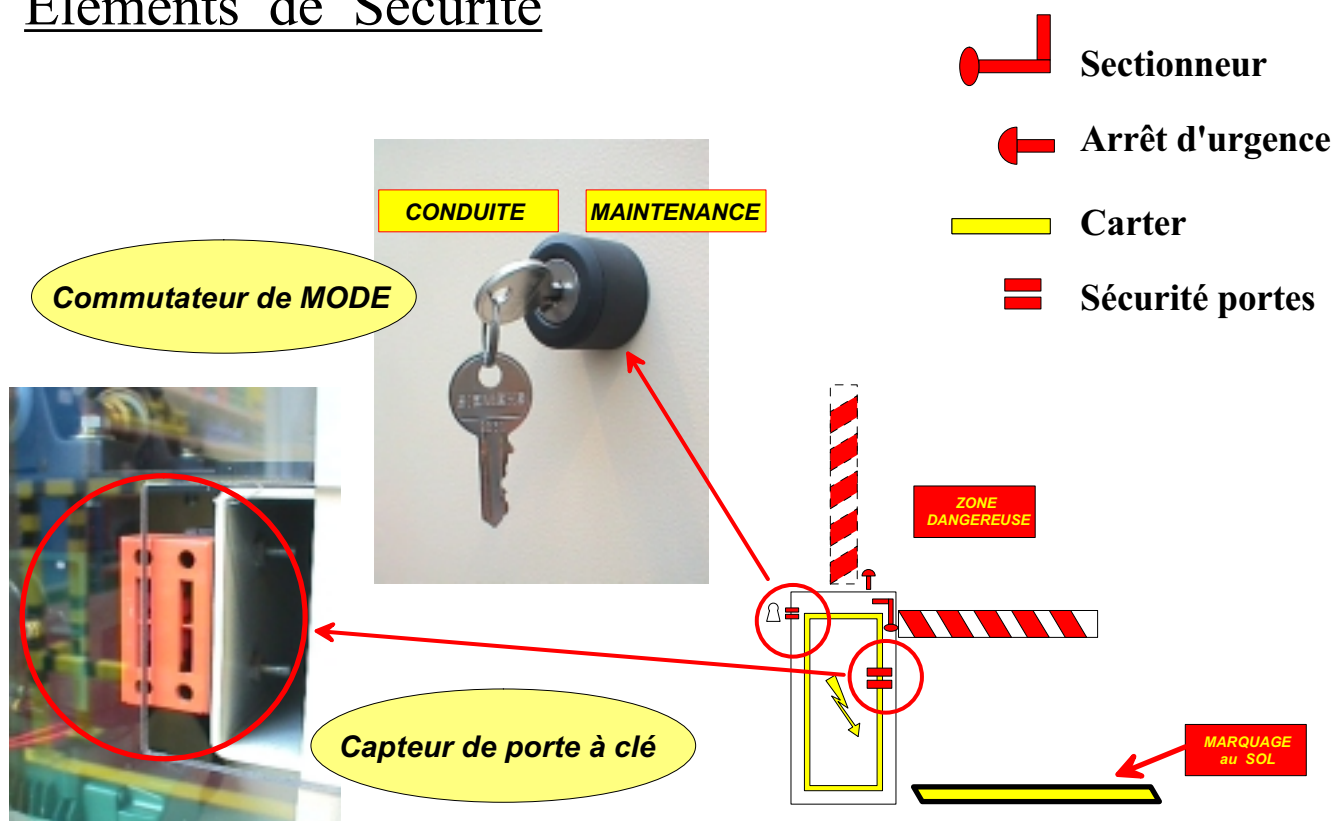 Eléments de Sécurité
Sectionneur
Arrêt d'urgence
CONDUITE
MAINTENANCE
Carter
Commutateur de MODE
Sécurité portes
ZONE
DANGEREUSE
Capteur de porte à clé
MARQUAGE
au SOL